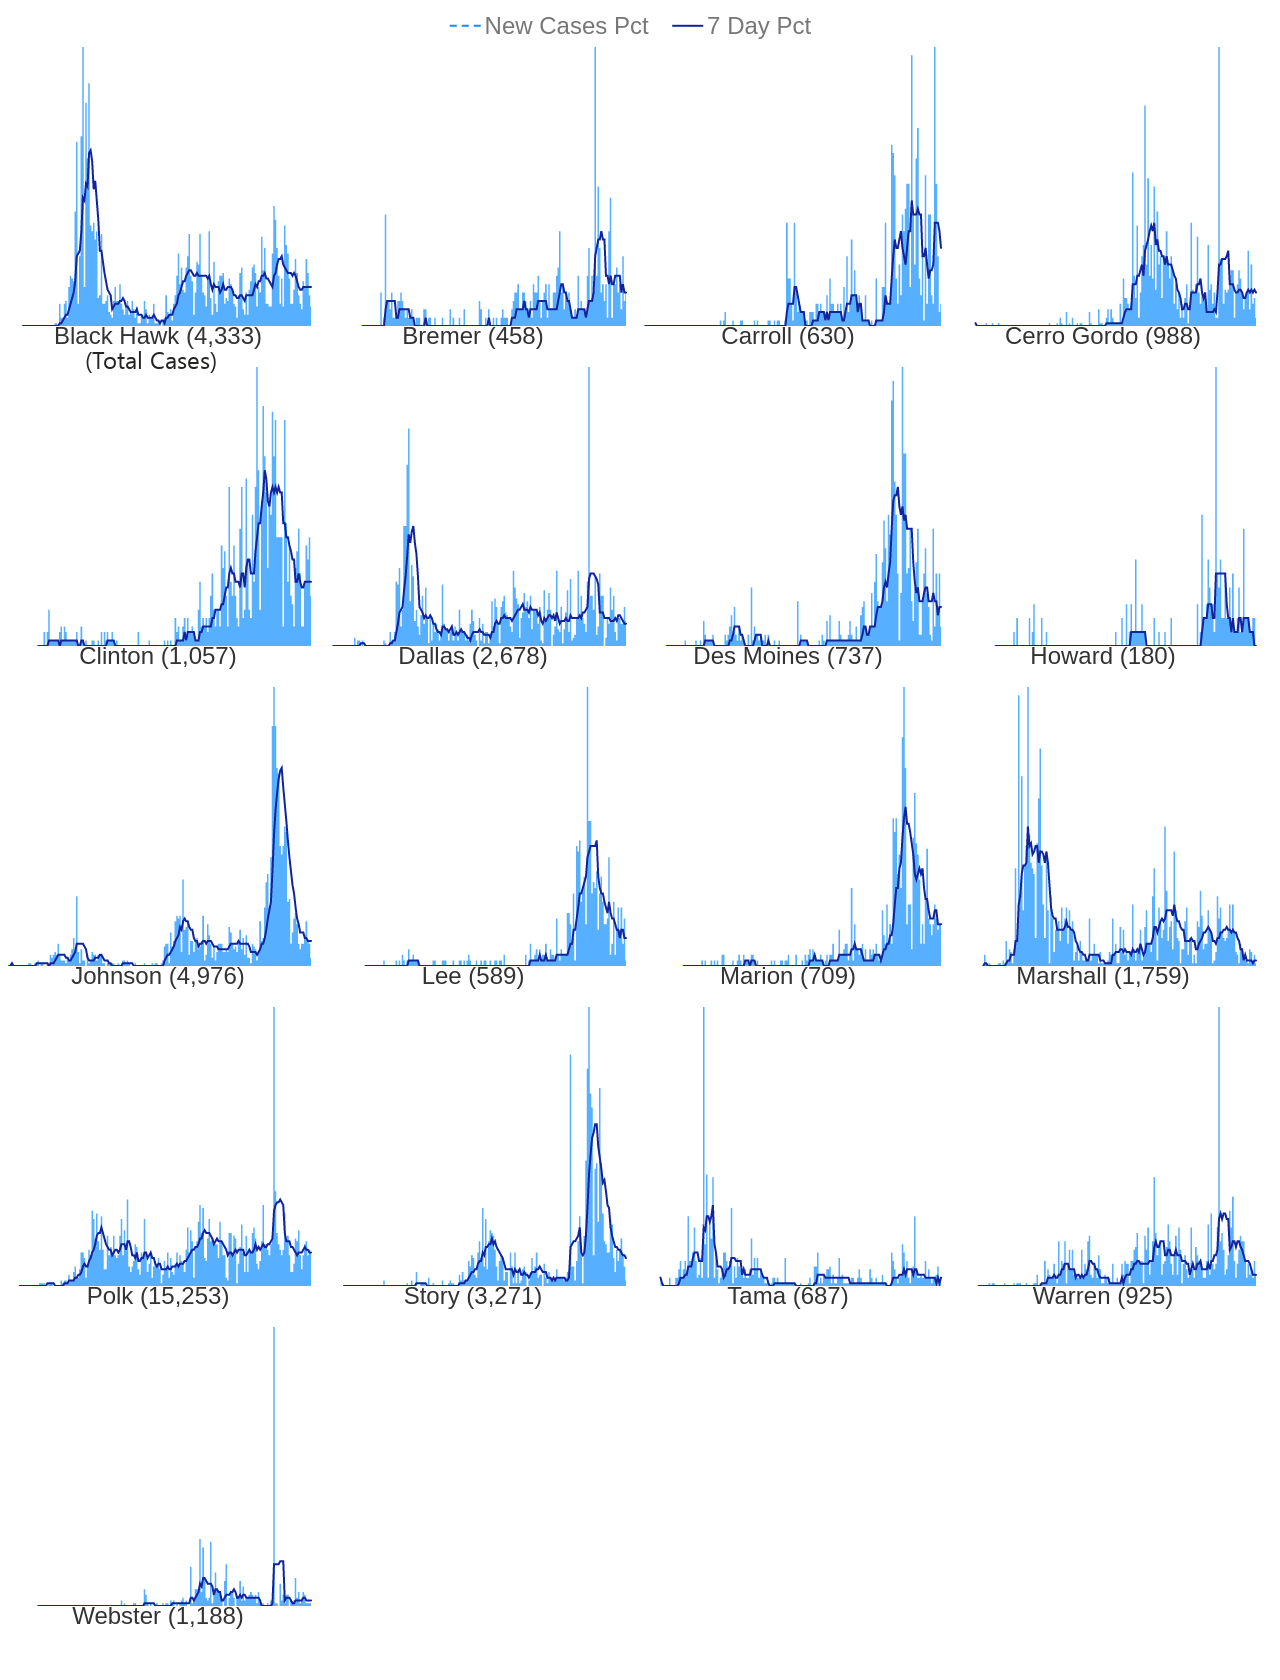 New Cases Pct 7 Day Pct
Black Hawk (4,333) Bremer (458) Carroll (630) Cerro Gordo (988)
(Total Cases)
Clinton (1,057) Dallas (2,678) Des Moines (737) Howard (180)
Johnson (4,976) Lee (589) Marion (709) Marshall (1,759)
Polk (15,253) Story (3,271) Tama (687) Warren (925)
Webster (1,188)